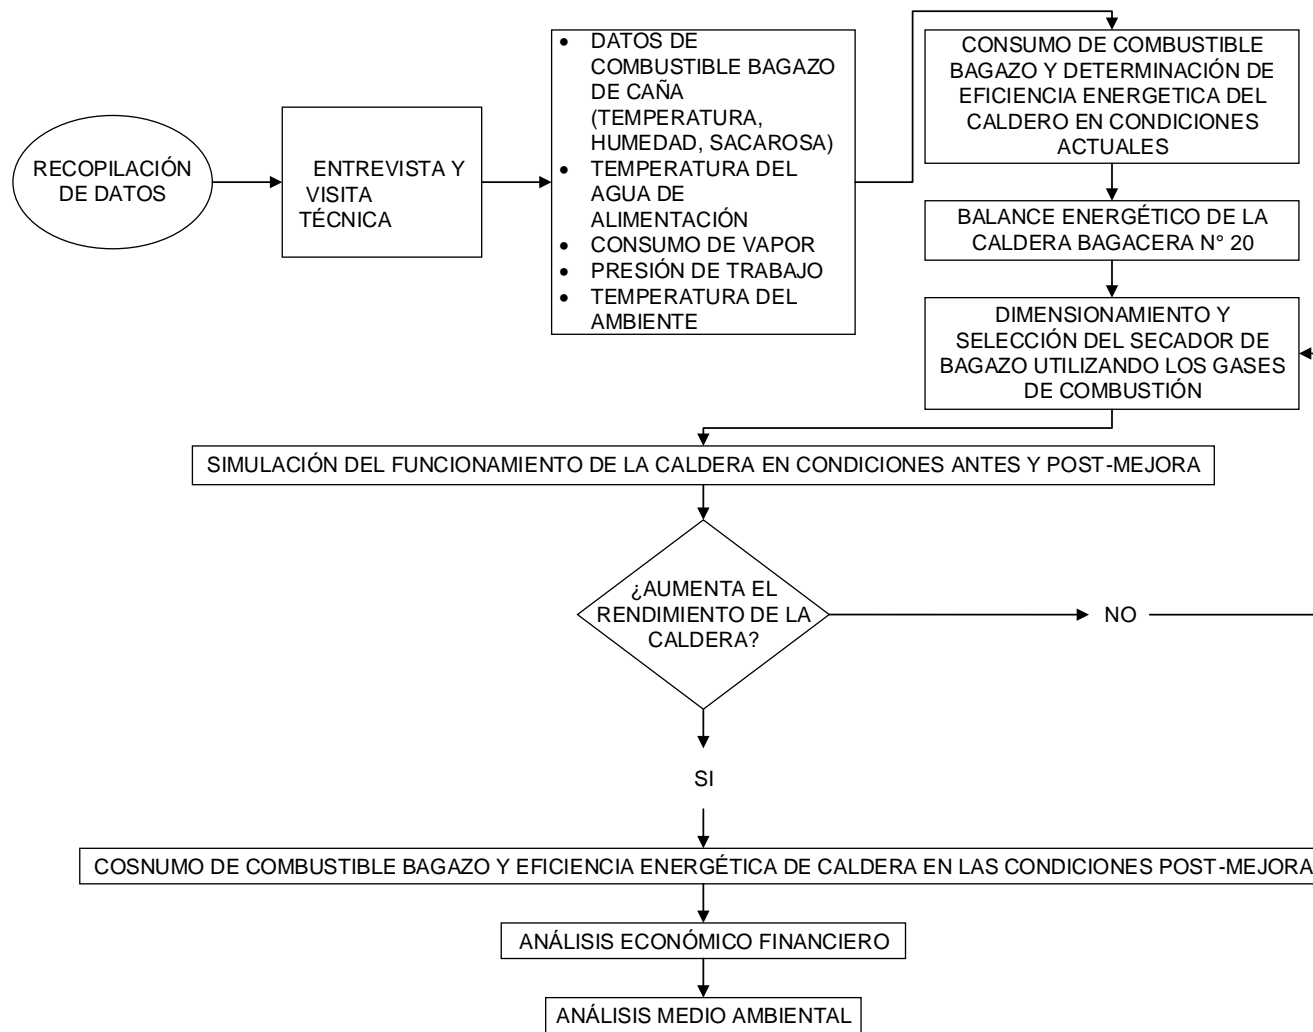 RECOPILACIÓN
DE DATOS
ENTREVISTA Y
VISITA
TÉCNICA
• DATOS DE
COMBUSTIBLE BAGAZO
DE CAÑA
(TEMPERATURA,
HUMEDAD, SACAROSA)
• TEMPERATURA DEL
AGUA DE
ALIMENTACIÓN
• CONSUMO DE VAPOR
• PRESIÓN DE TRABAJO
• TEMPERATURA DEL
AMBIENTE
CONSUMO DE COMBUSTIBLE
BAGAZO Y DETERMINACIÓN DE
EFICIENCIA ENERGETICA DEL
CALDERO EN CONDICIONES
ACTUALES
BALANCE ENERGÉTICO DE LA
CALDERA BAGACERA N° 20
DIMENSIONAMIENTO Y
SELECCIÓN DEL SECADOR DE
BAGAZO UTILIZANDO LOS GASES
DE COMBUSTIÓN
SIMULACIÓN DEL FUNCIONAMIENTO DE LA CALDERA EN CONDICIONES ANTES Y POST-MEJORA
¿AUMENTA EL
RENDIMIENTO DE LA
CALDERA?
NO
SI
COSNUMO DE COMBUSTIBLE BAGAZO Y EFICIENCIA ENERGÉTICA DE CALDERA EN LAS CONDICIONES POST-MEJORA
ANÁLISIS ECONÓMICO FINANCIERO
ANÁLISIS MEDIO AMBIENTAL